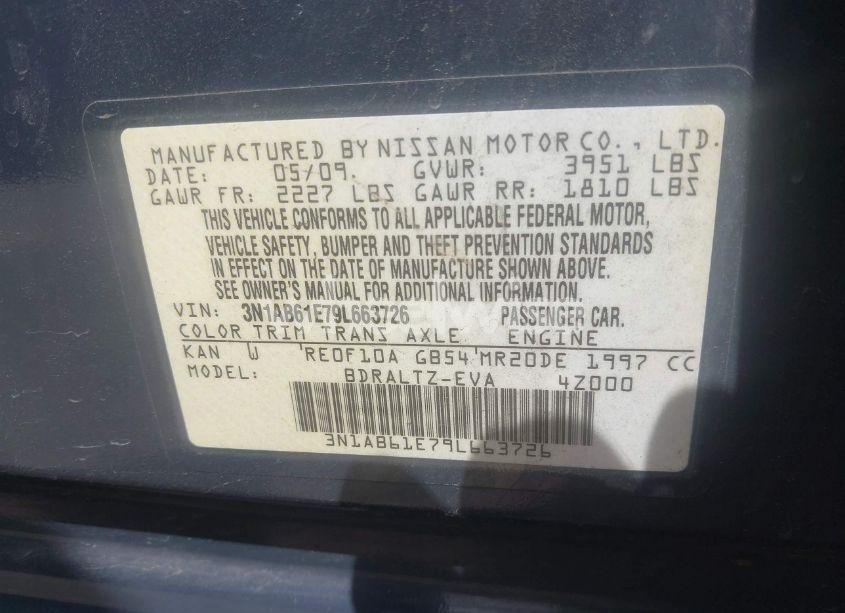 MANUFACTURED BY NISSAN MOTOR CO., LTD.
DATE: 05/09. GVWR: 3951 LBS
GAWR FR: 2227 LBS GAWR RR: 1810 LBS
THIS VEHICLE CONFORMS TO ALL APPLICABLE FEDERAL MOTOR,
VEHICLE SAFETY, BUMPER AND THEFT PREVENTION STANDARDS
IN EFFECT ON THE DATE OF MANUFACTURE SHOWN ABOVE.
SEE OWNER'S MANUAL FOR ADDITIONAL INFORMATION.
VIN: 3N1AB61E79L663726 PASSENGER CAR.
COLOR TRIM TRANS AXLE ENGINE
KAN W RE0F10A GB54 MR20DE 1997 CC
MODEL: BDRALTZ-EVA 4Z000
3N1AB61E79L663726